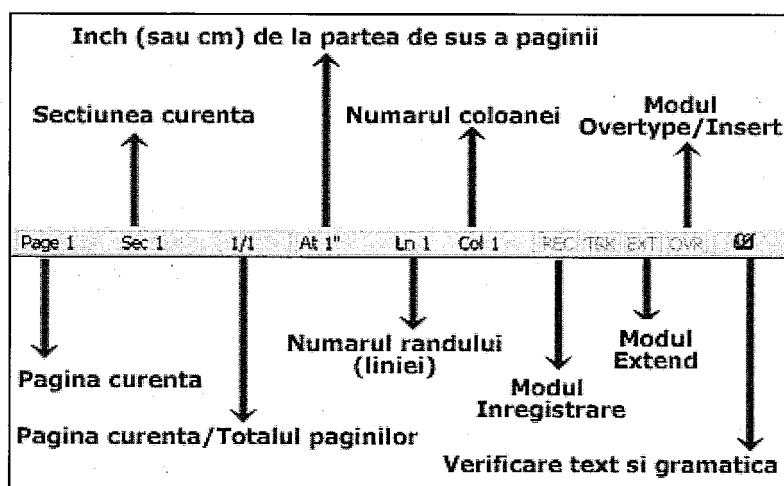 Inch (sau cm) de la partea de sus a paginii
Sectiunea curenta
Numarul coloanei
Modul
Overtype/Insert
Page 1 Sec 1 1/1 At 1" Ln 1 Col 1 REC TRK EXT OVR
Numarul randului
(liniei)
Modul
Extend
Pagina curenta
Modul
Inregistrare
Pagina curenta/Totalul paginilor
Verificare text si gramatica